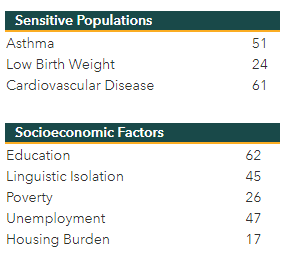 Sensitive Populations
Asthma 51
Low Birth Weight 24
Cardiovascular Disease 61
Socioeconomic Factors
Education 62
Linguistic Isolation 45
Poverty 26
Unemployment 47
Housing Burden 17